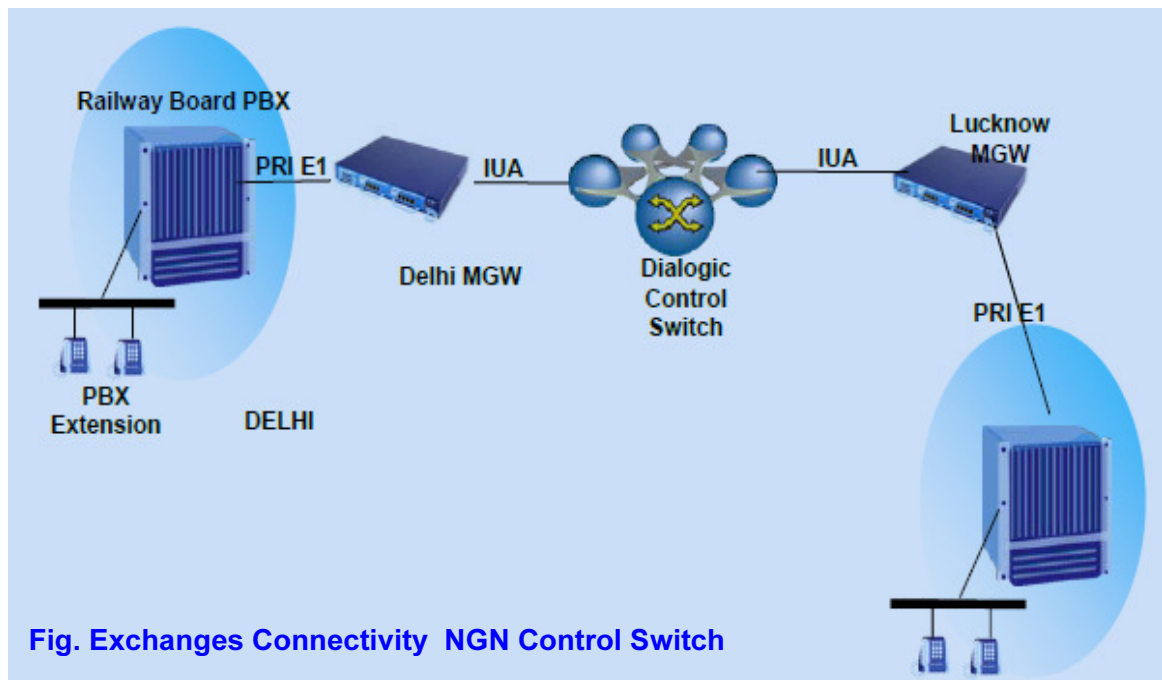 Railway Board PBX
PRI E1
IUA
Delhi MGW
PBX
Extension
DELHI
Dialogic
Control
Switch
IUA
Lucknow
MGW
PRI E1
Fig. Exchanges Connectivity NGN Control Switch